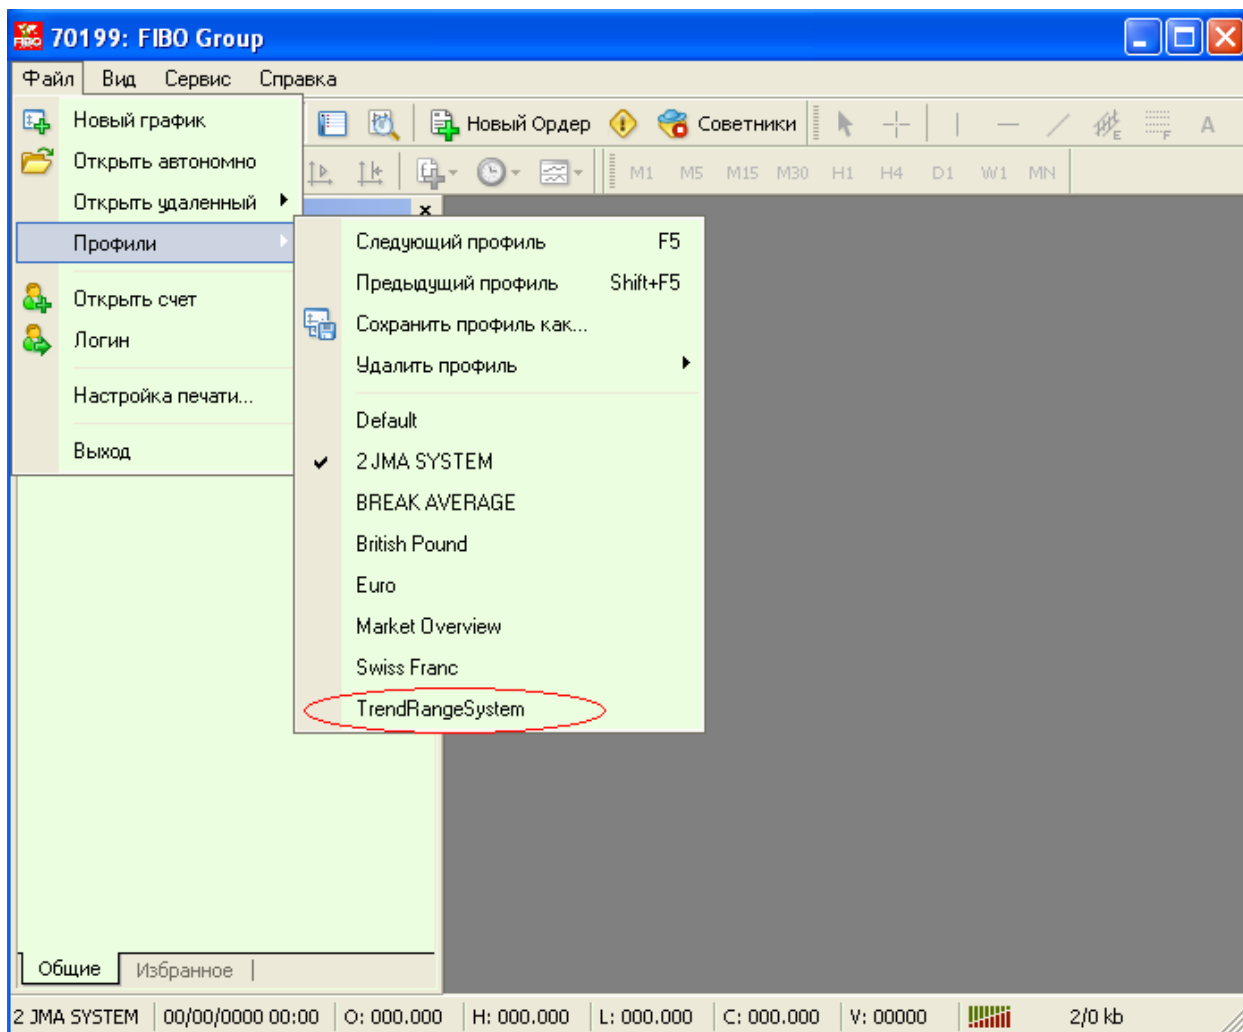 70199: FIBO Group
Файл Вид Сервис Справка
Новый график
Новый Ордер Советники
Открыть автономно
M1 M5 M15 M30 H1 H4 D1 W1 MN
Открыть удаленный
Профили
Открыть счет
Логин
Настройка печати...
Выход
Следующий профиль F5
Предыдущий профиль Shift+F5
Сохранить профиль как...
Удалить профиль
Default
2 JMA SYSTEM
BREAK AVERAGE
British Pound
Euro
Market Overview
Swiss Franc
TrendRangeSystem
Общие Избранное
2 JMA SYSTEM 00/00/0000 00:00 O: 000.000 H: 000.000 L: 000.000 C: 000.000 V: 00000 2/0 kb